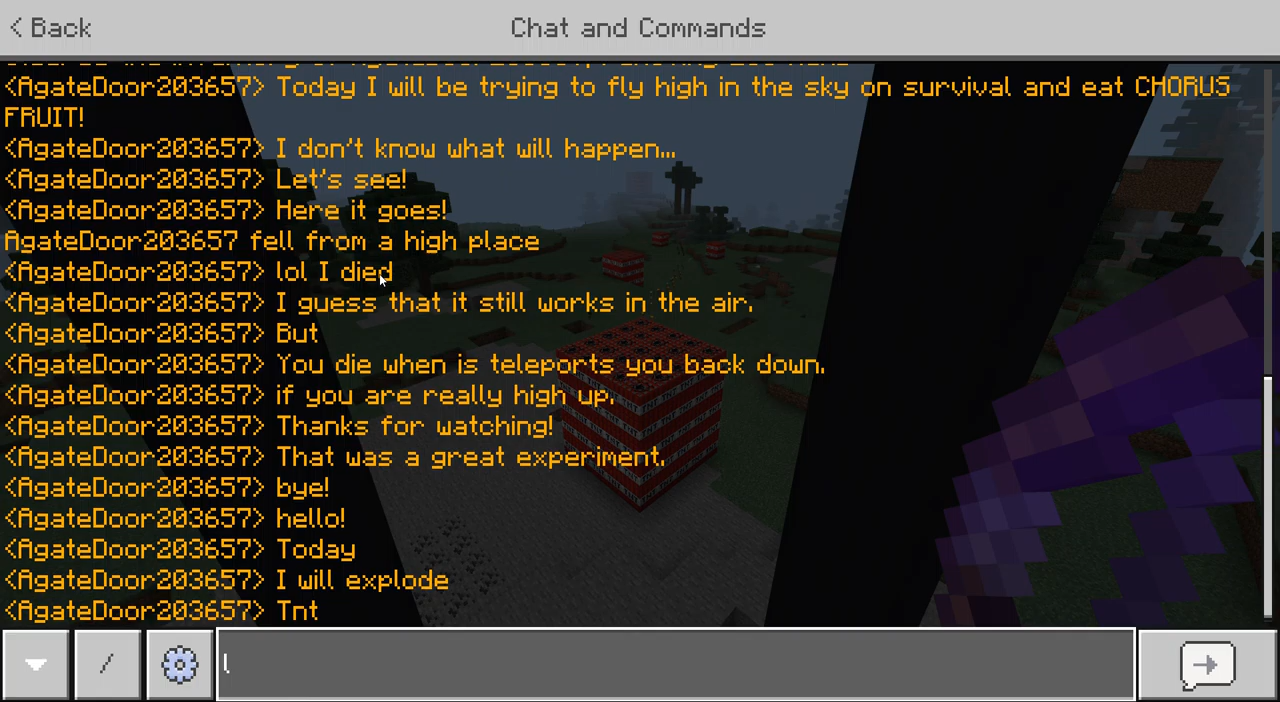 Back
Chat and Commands
<AgateDoor203657> Today I will be trying to fly high in the sky on survival and eat CHORUS
FRUIT!
<AgateDoor203657> I don't know what will happen...
<AgateDoor203657> Let's see!
<AgateDoor203657> Here it goes!
AgateDoor203657 fell from a high place
<AgateDoor203657> lol I died
<AgateDoor203657> I guess that it still works in the air.
<AgateDoor203657> But
<AgateDoor203657> You die when is teleports you back down.
<AgateDoor203657> if you are really high up.
<AgateDoor203657> Thanks for watching!
<AgateDoor203657> That was a great experiment.
<AgateDoor203657> bye!
<AgateDoor203657> hello!
<AgateDoor203657> Today
<AgateDoor203657> I will explode
<AgateDoor203657> Tnt
/
l